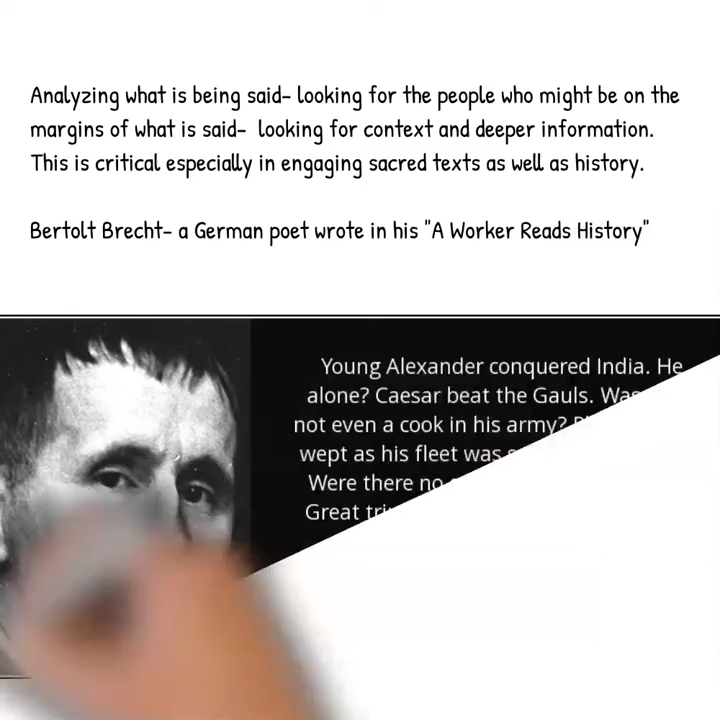 Analyzing what is being said- looking for the people who might be on the
margins of what is said- looking for context and deeper information.
This is critical especially in engaging sacred texts as well as history.
Bertolt Brecht- a German poet wrote in his "A Worker Reads History"
Young Alexander conquered India. He
alone? Caesar beat the Gauls.
not even a cook in his army?
wept as his fleet was
Were there no
Great